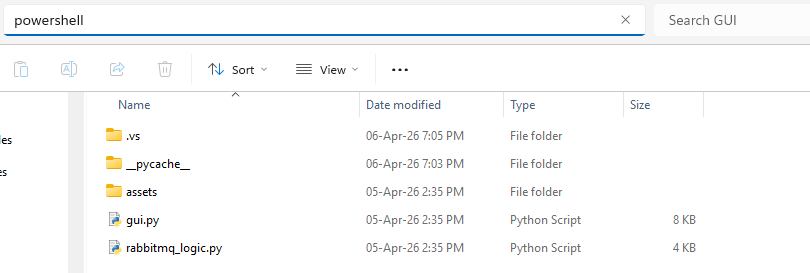 powershell
Search GUI
Sort
View
Name Date modified Type Size
.vs 06-Apr-26 7:05 PM File folder
__pycache__ 06-Apr-26 7:03 PM File folder
assets 05-Apr-26 2:35 PM File folder
gui.py 05-Apr-26 2:35 PM Python Script 8 KB
rabbitmq_logic.py 05-Apr-26 2:35 PM Python Script 4 KB